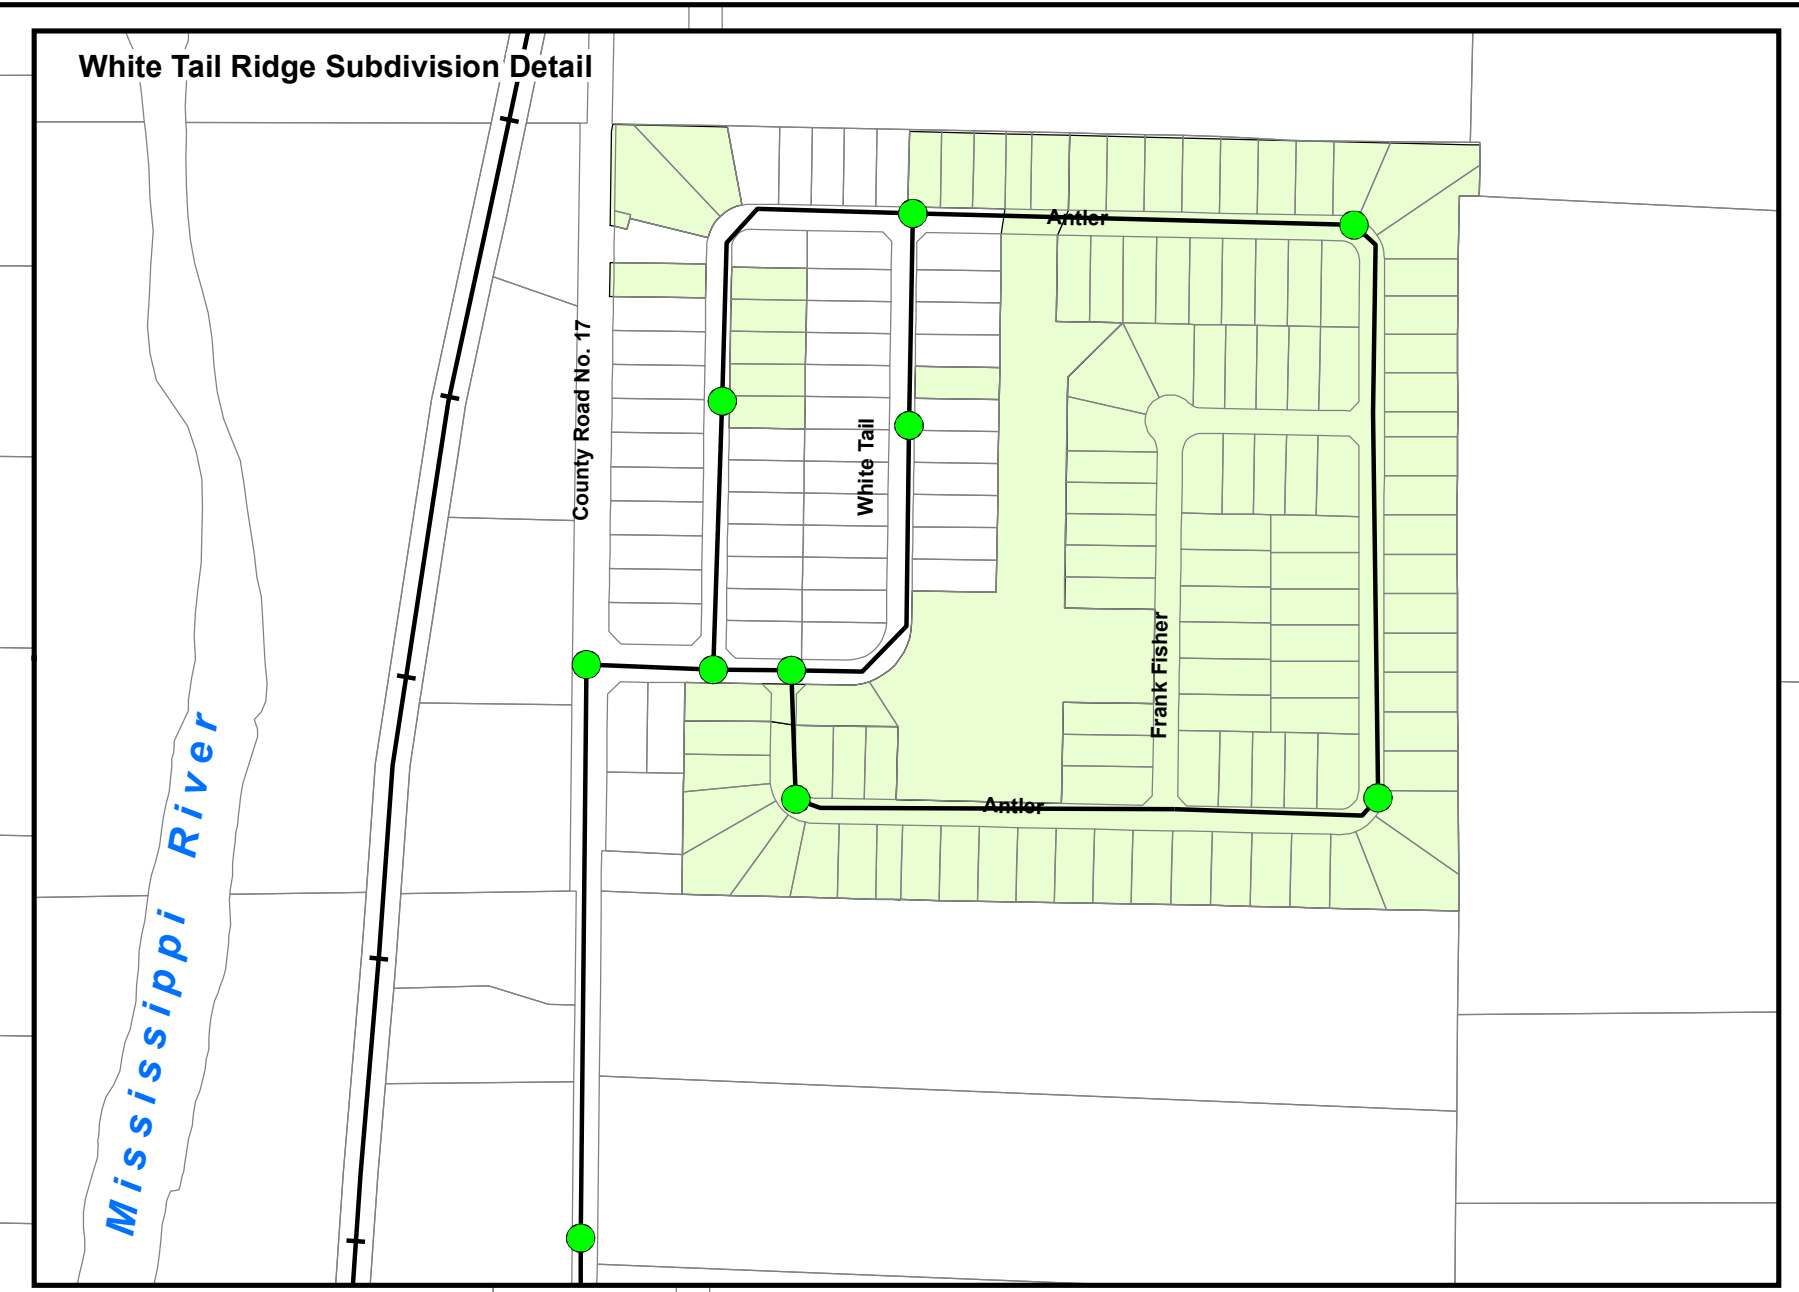 White Tail Ridge Subdivision Detail
Antler
County Road No. 17
White Tail
Frank Fisher
Antler
Mississippi River